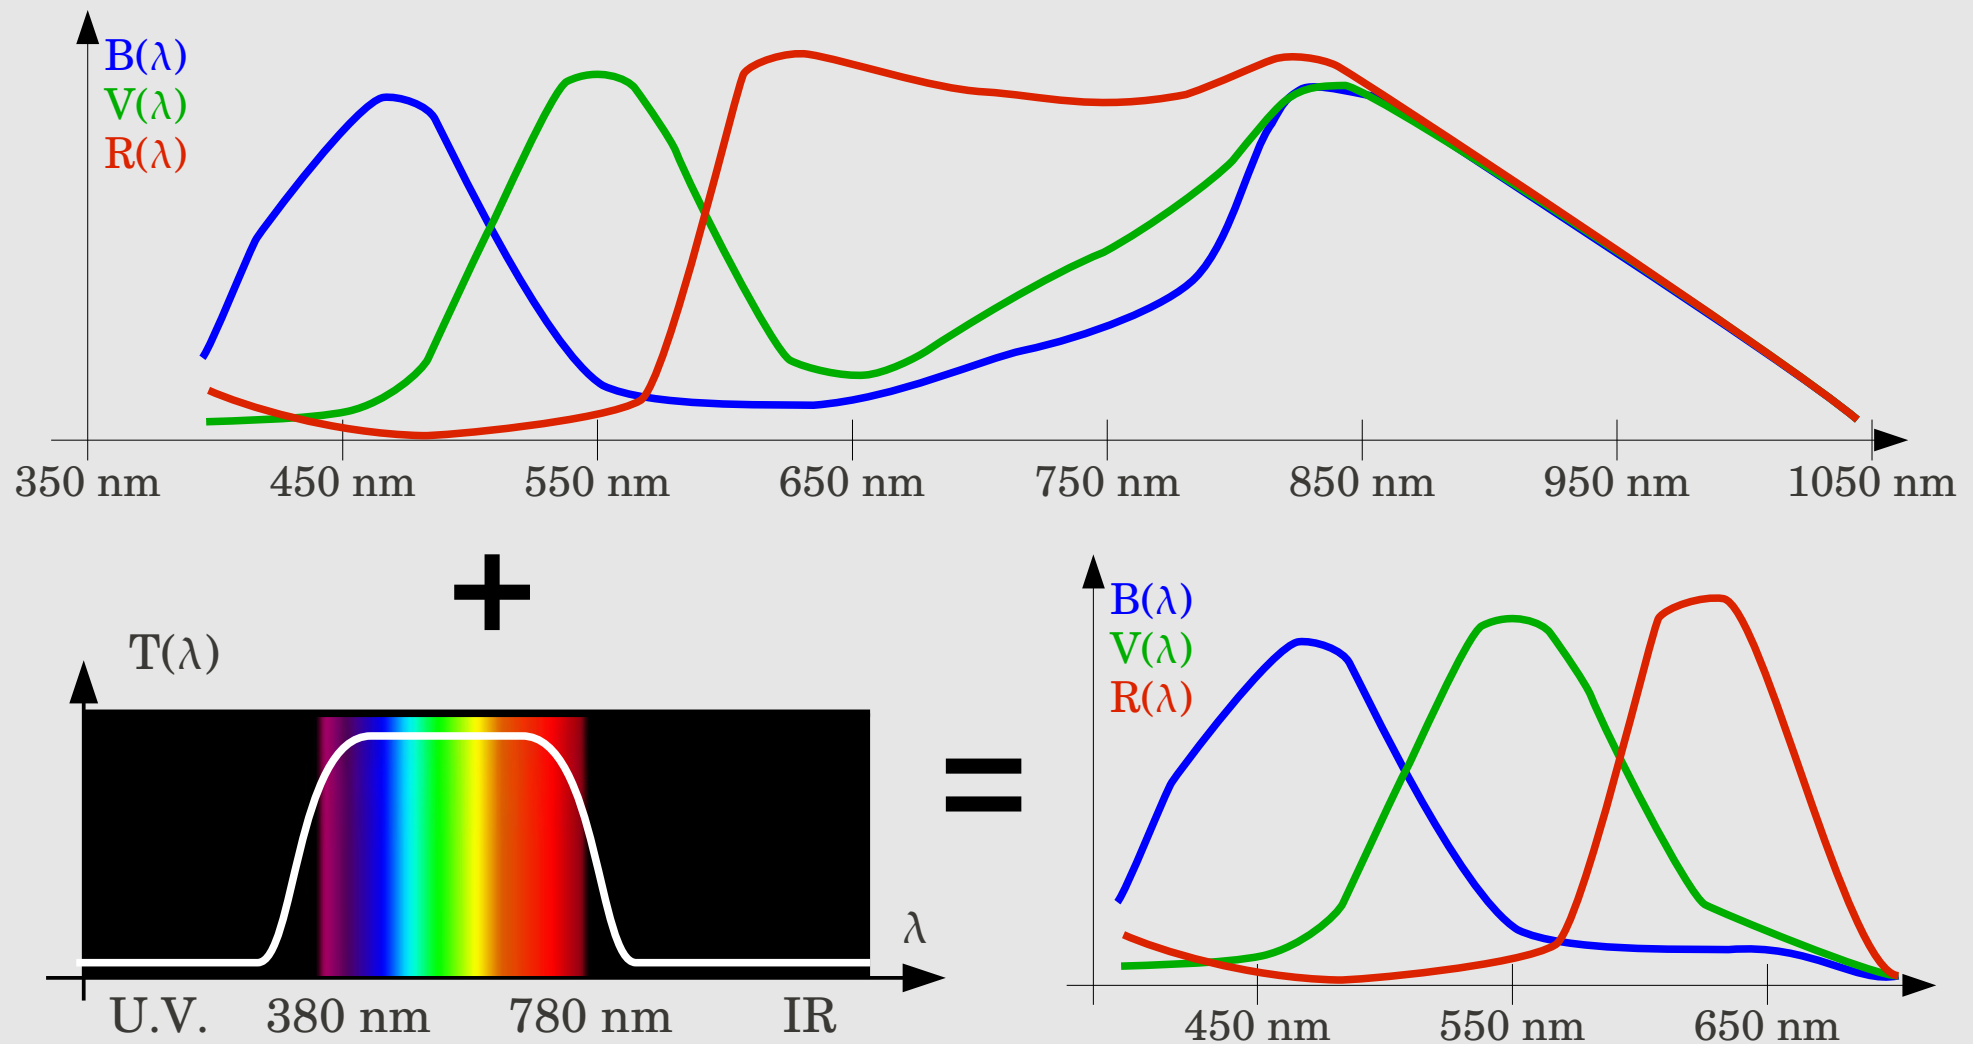 B(λ)
V(λ)
R(λ)
350 nm 450 nm 550 nm 650 nm 750 nm 850 nm 950 nm 1050 nm
+
T(λ)
λ
U.V. 380 nm 780 nm IR
=
B(λ)
V(λ)
R(λ)
450 nm 550 nm 650 nm